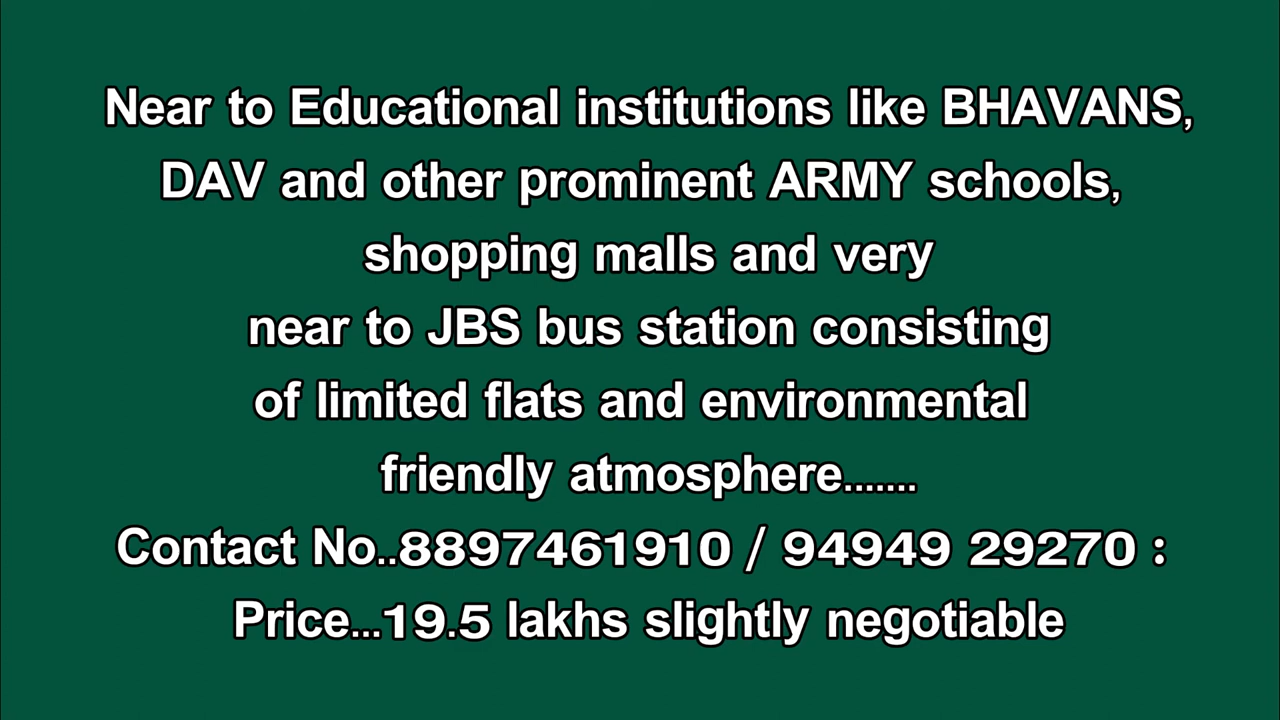 Near to Educational institutions like BHAVANS,
DAV and other prominent ARMY schools,
shopping malls and very
near to JBS bus station consisting
of limited flats and environmental
friendly atmosphere.......
Contact No..8897461910 / 94949 29270 :
Price...19.5 lakhs slightly negotiable